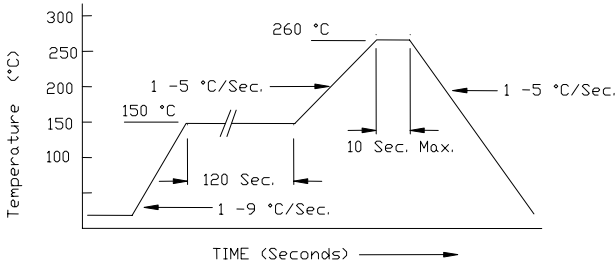 300
250
200
150
100
Temperature (°C)
260 °C
1 -5 °C/Sec.
150 °C
1 -5 °C/Sec.
10 Sec. Max.
120 Sec.
1 -9 °C/Sec.
TIME (Seconds)